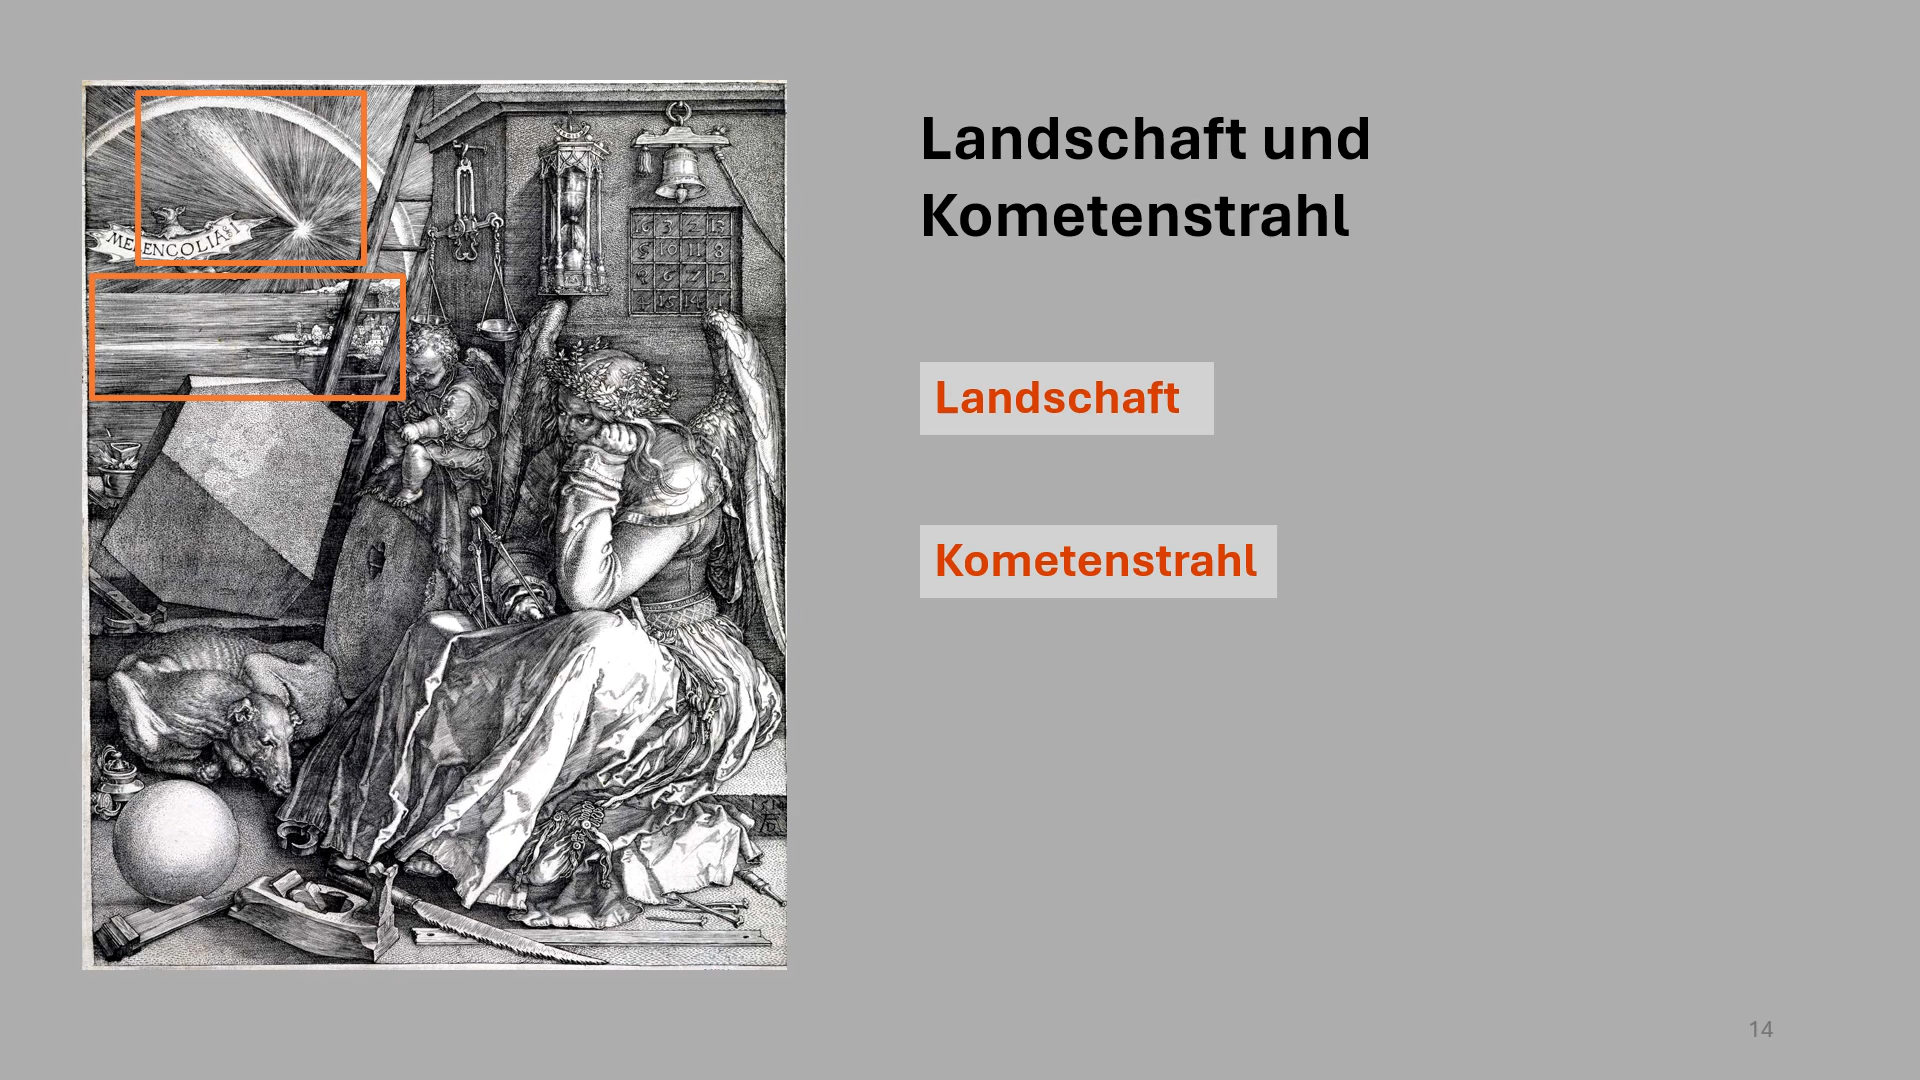 MELENCOLIA § I
16 3 2 13
5 10 11 8
9 6 7 12
4 15 14 1
1514
AD
Landschaft und
Kometenstrahl
Landschaft
Kometenstrahl
14